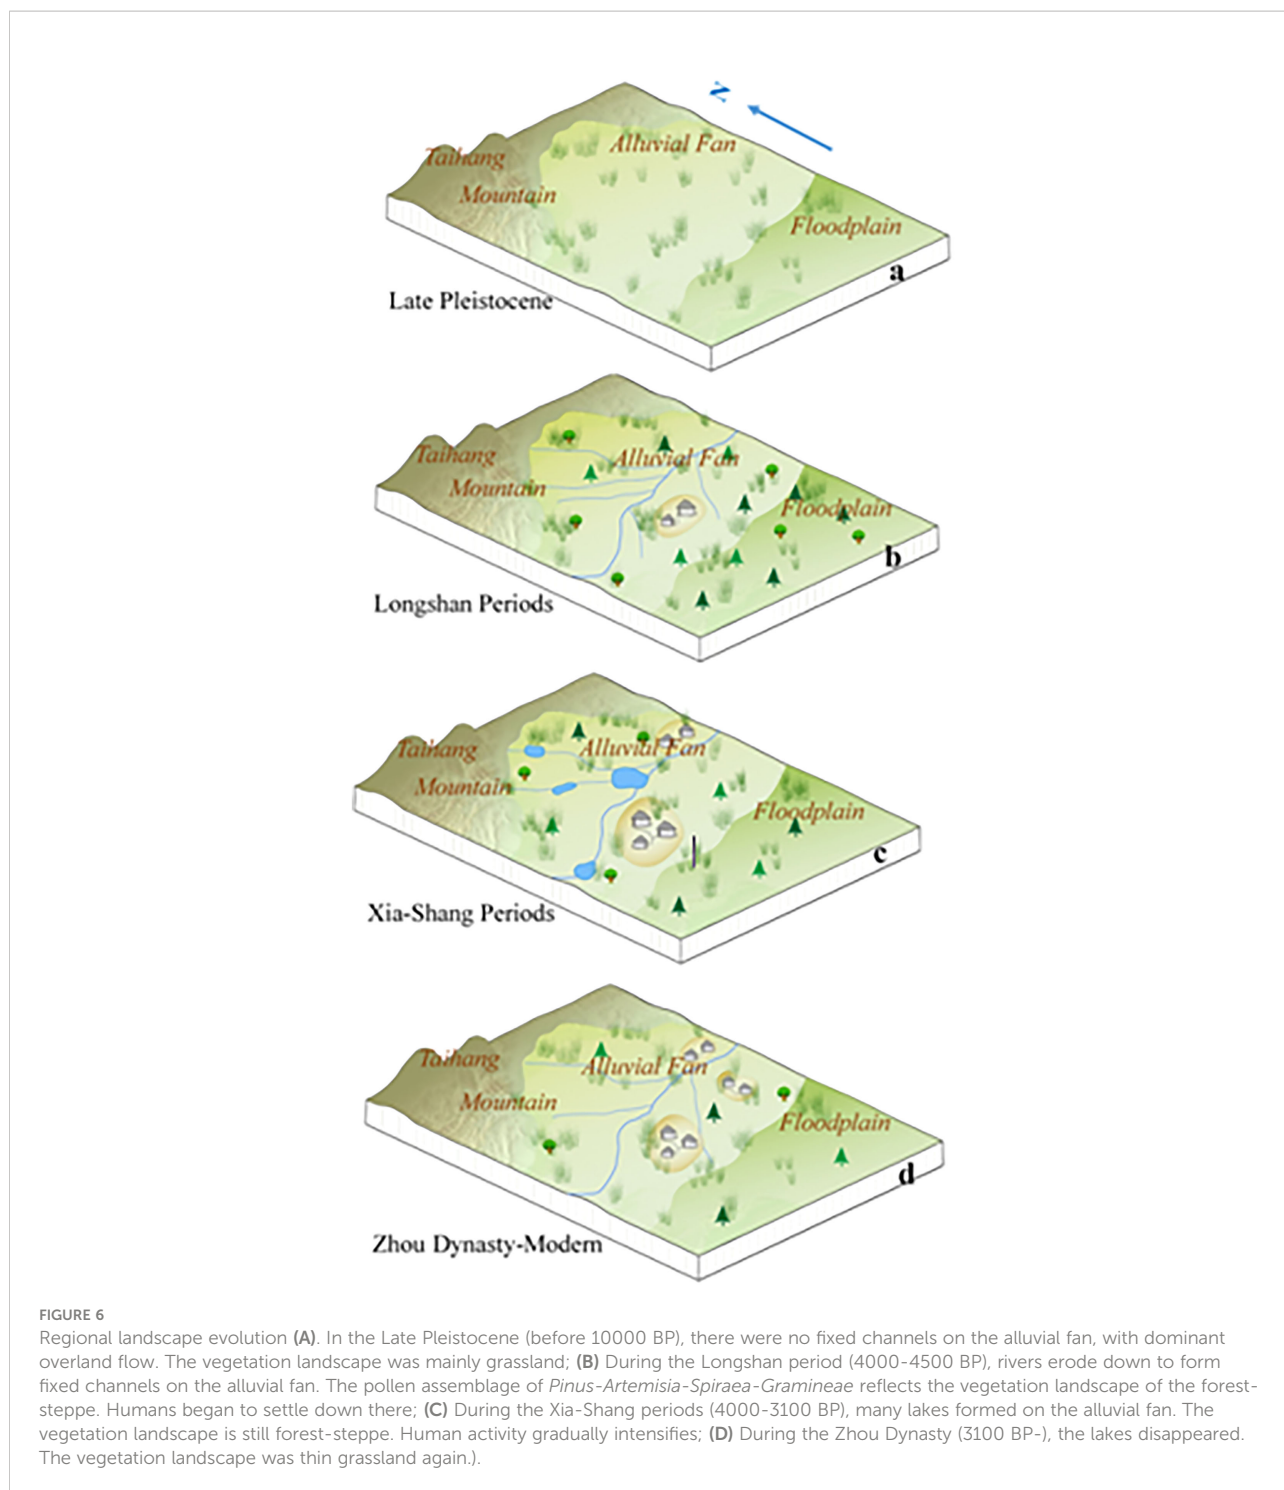 N
Alluvial Fan
Taihang
Mountain
Floodplain
a
Late Pleistocene
Taihang
Alluvial Fan
Mountain
Floodplain
b
Longshan Periods
Taihang
Alluvial Fan
Mountain
Floodplain
c
Xia-Shang Periods
Taihang
Alluvial Fan
Mountain
Floodplain
d
Zhou Dynasty-Modern
FIGURE 6
Regional landscape evolution (A). In the Late Pleistocene (before 10000 BP), there were no fixed channels on the alluvial fan, with dominant
overland flow. The vegetation landscape was mainly grassland; (B) During the Longshan period (4000-4500 BP), rivers erode down to form
fixed channels on the alluvial fan. The pollen assemblage of Pinus-Artemisia-Spiraea-Gramineae reflects the vegetation landscape of the forest-
steppe. Humans began to settle down there; (C) During the Xia-Shang periods (4000-3100 BP), many lakes formed on the alluvial fan. The
vegetation landscape is still forest-steppe. Human activity gradually intensifies; (D) During the Zhou Dynasty (3100 BP-), the lakes disappeared.
The vegetation landscape was thin grassland again.).